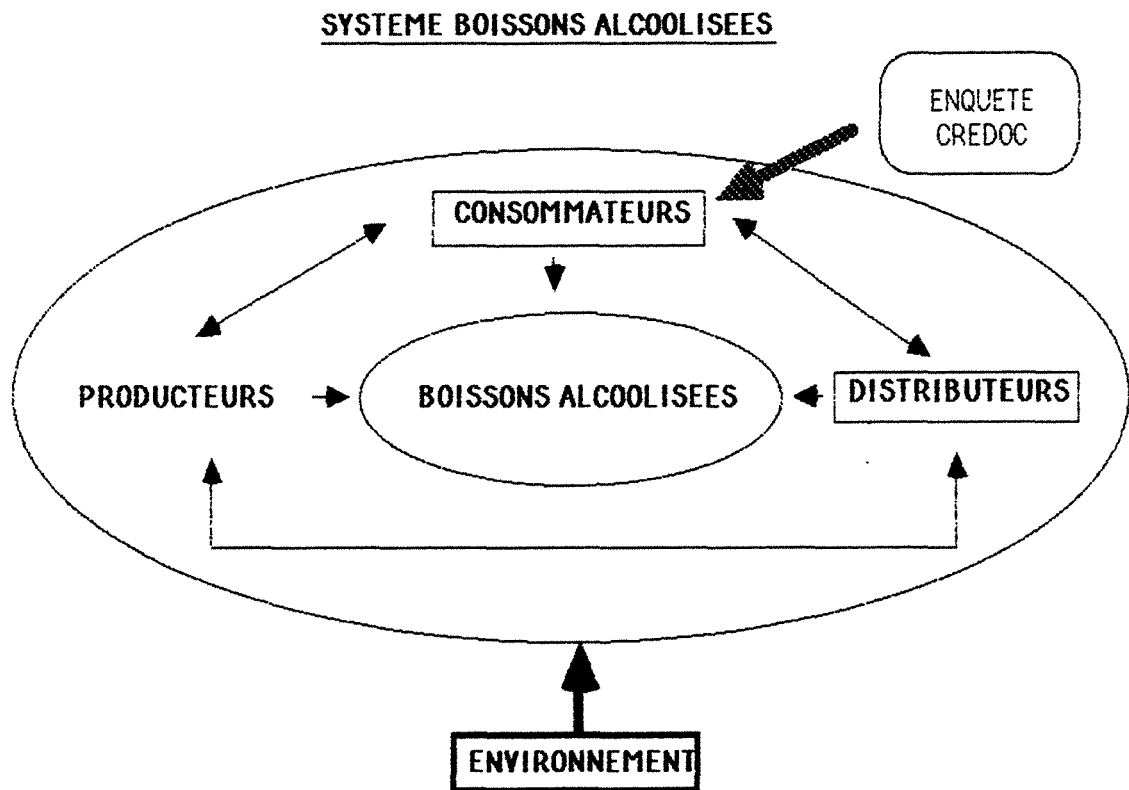 SYSTEME BOISSONS ALCOOLISEES
ENQUETE
CREDOC
CONSOMMATEURS
PRODUCTEURS
BOISSONS ALCOOLISEES
DISTRIBUTEURS
ENVIRONNEMENT